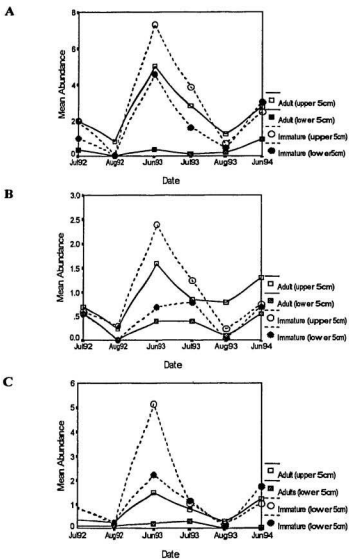 A
8
6
4
2
0
Mean Abundance
Jul92 Aug92 Jun93 Jul93 Aug93 Jun94
Date
Adult (upper 5cm)
Adult (lower 5cm)
Immature (upper 5cm)
Immature (lower5cm)
B
3.0
2.5
2.0
1.5
1.0
.5
.0
Mean Abundance
Jul92 Aug92 Jun93 Jul93 Aug93 Jun94
Date
Adult (upper 5cm)
Adult (lower 5cm)
Immature (upper 5cm)
Immature (lower 5cm)
C
6
5
4
3
2
1
0
Mean Abundance
Jul92 Aug92 Jun93 Jul93 Aug93 Jun94
Date
Adult (upper 5cm)
Adults (lower 5cm)
Immature (upper 5cm)
Immature (lower 5cm)